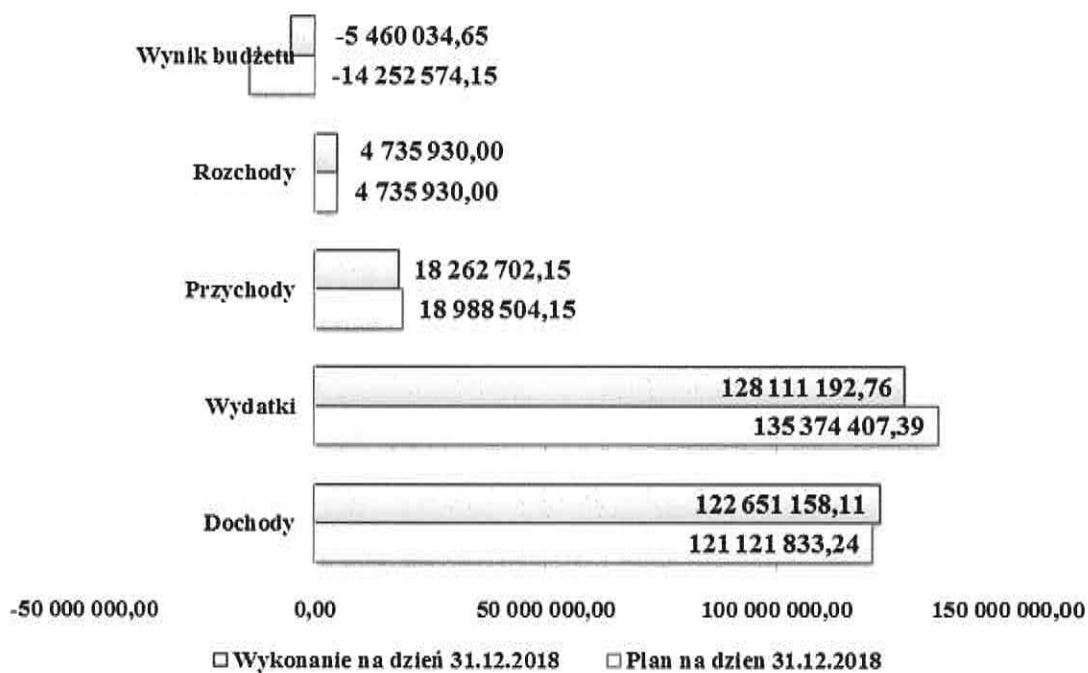 -5 460 034,65
Wynik budżetu
-14 252 574,15
4 735 930,00
Rozchody
4 735 930,00
18 262 702,15
Przychody
18 988 504,15
128 111 192,76
Wydatki
135 374 407,39
122 651 158,11
Dochody
121 121 833,24
-50 000 000,00 0,00 50 000 000,00 100 000 000,00 150 000 000,00
Wykonanie na dzień 31.12.2018 Plan na dzien 31.12.2018